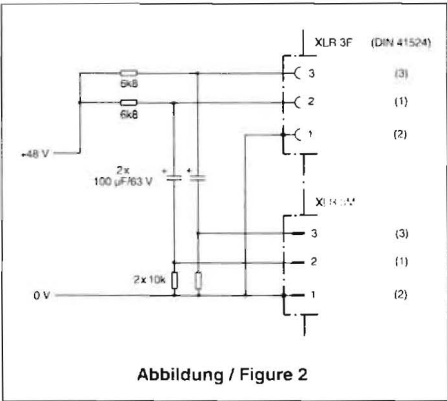 XLR 3F (DIN 41524)
6k8
3 (3)
6k8
2 (1)
1 (2)
+48 V
2x
100 µF/63 V
+ +
XLR
3 (3)
2 (1)
2x 10k
0 V
1 (2)
Abbildung / Figure 2